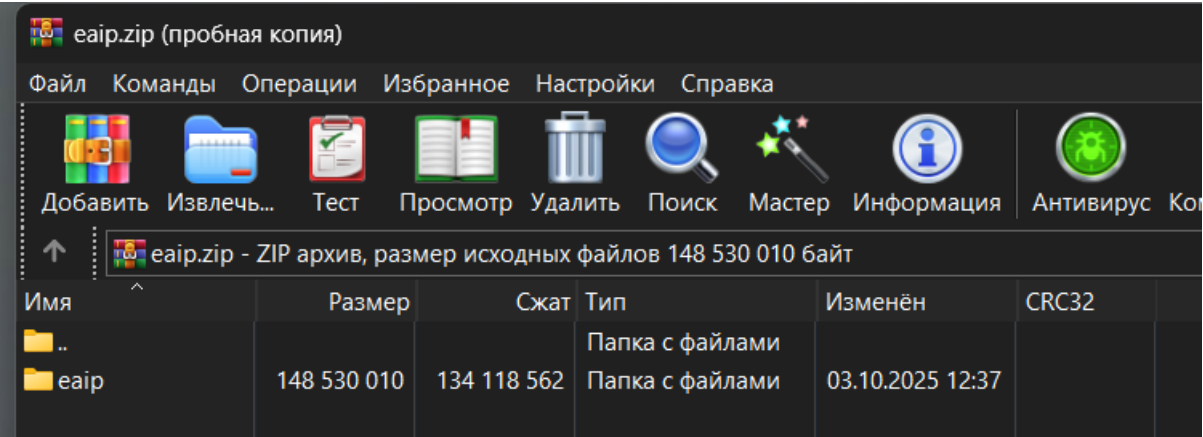 eaip.zip (пробная копия)
Файл Команды Операции Избранное Настройки Справка
Добавить Извлечь... Тест Просмотр Удалить Поиск Мастер Информация Антивирус
eaip.zip - ZIP архив, размер исходных файлов 148 530 010 байт
Имя Размер Сжат Тип Изменён CRC32
.. Папка с файлами
eaip 148 530 010 134 118 562 Папка с файлами 03.10.2025 12:37